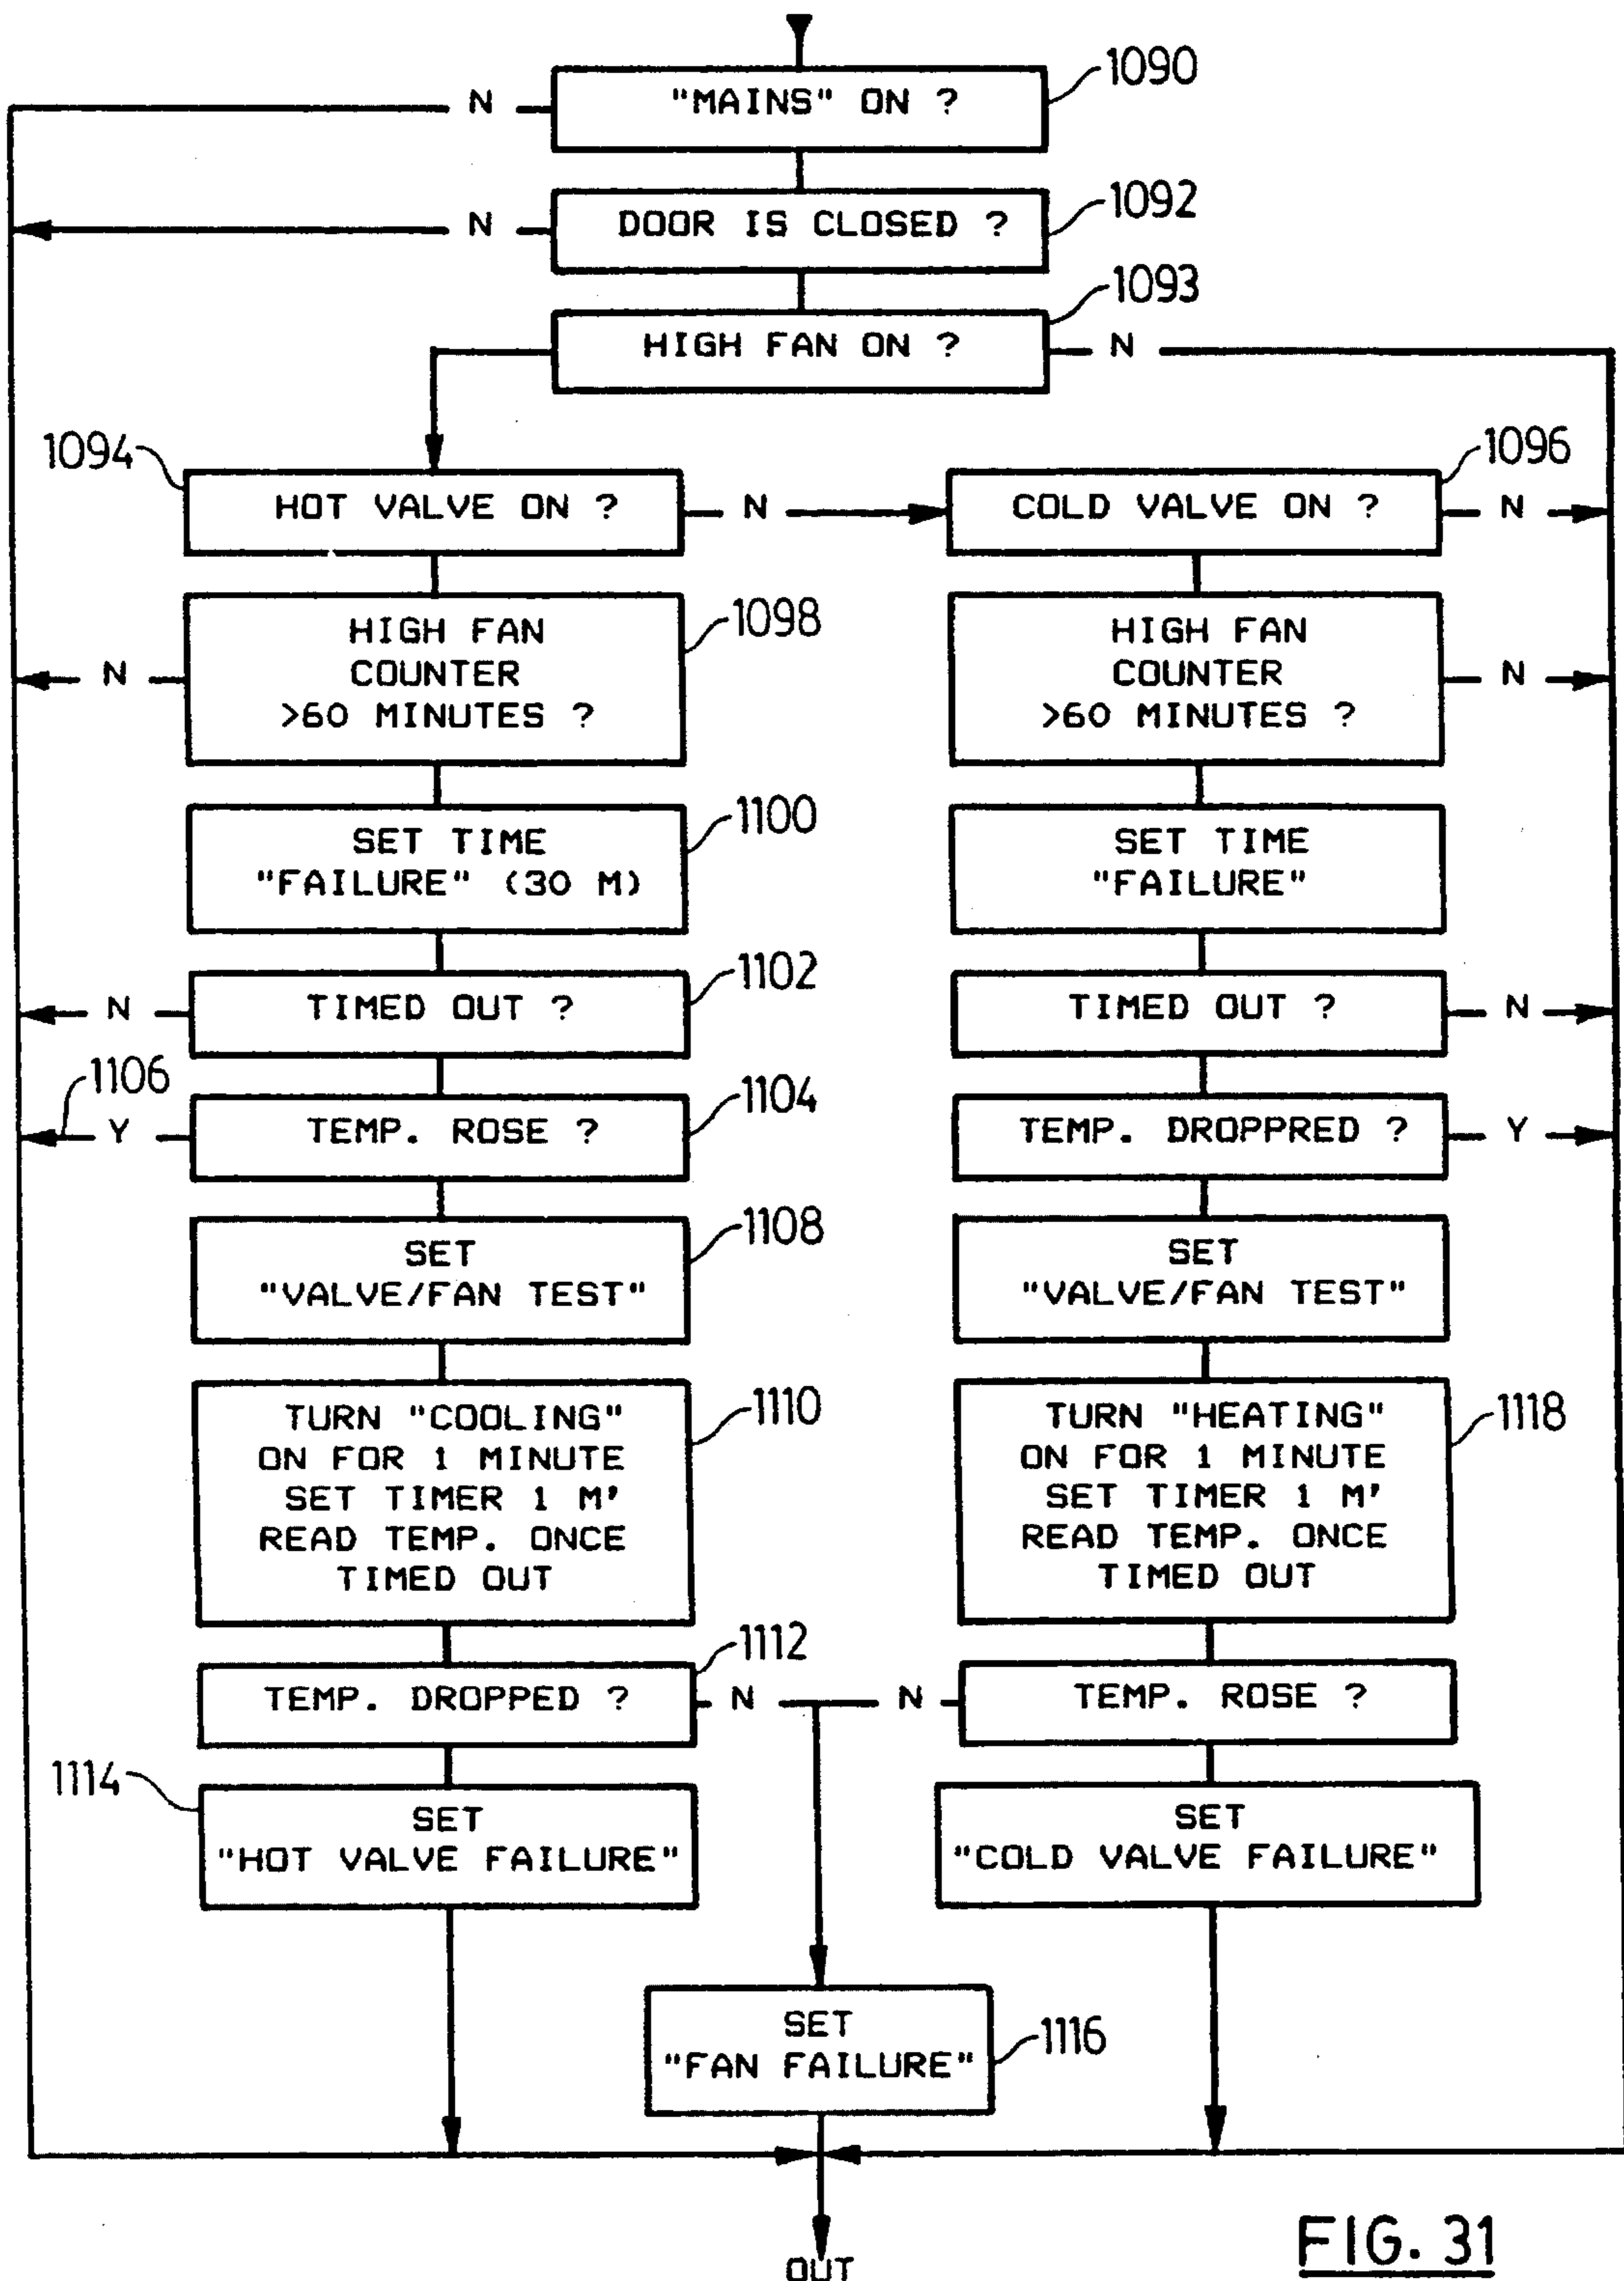 1090
N "MAINS" ON ?
1092
N DOOR IS CLOSED ?
1093
HIGH FAN ON ? N
1094
HOT VALVE ON ? N
1096
COLD VALVE ON ? N
1098
HIGH FAN
COUNTER
>60 MINUTES ?
N
HIGH FAN
COUNTER
>60 MINUTES ?
N
1100
SET TIME
"FAILURE" (30 M)
SET TIME
"FAILURE"
1102
N TIMED OUT ?
TIMED OUT ? N
1106
1104
Y TEMP. ROSE ?
TEMP. DROPPRED ? Y
1108
SET
"VALVE/FAN TEST"
SET
"VALVE/FAN TEST"
1110
TURN "COOLING"
ON FOR 1 MINUTE
SET TIMER 1 M'
READ TEMP. ONCE
TIMED OUT
1118
TURN "HEATING"
ON FOR 1 MINUTE
SET TIMER 1 M'
READ TEMP. ONCE
TIMED OUT
1112
TEMP. DROPPED ? N
N TEMP. ROSE ?
1114
SET
"HOT VALVE FAILURE"
SET
"COLD VALVE FAILURE"
SET
"FAN FAILURE"
1116
OUT
FIG. 31